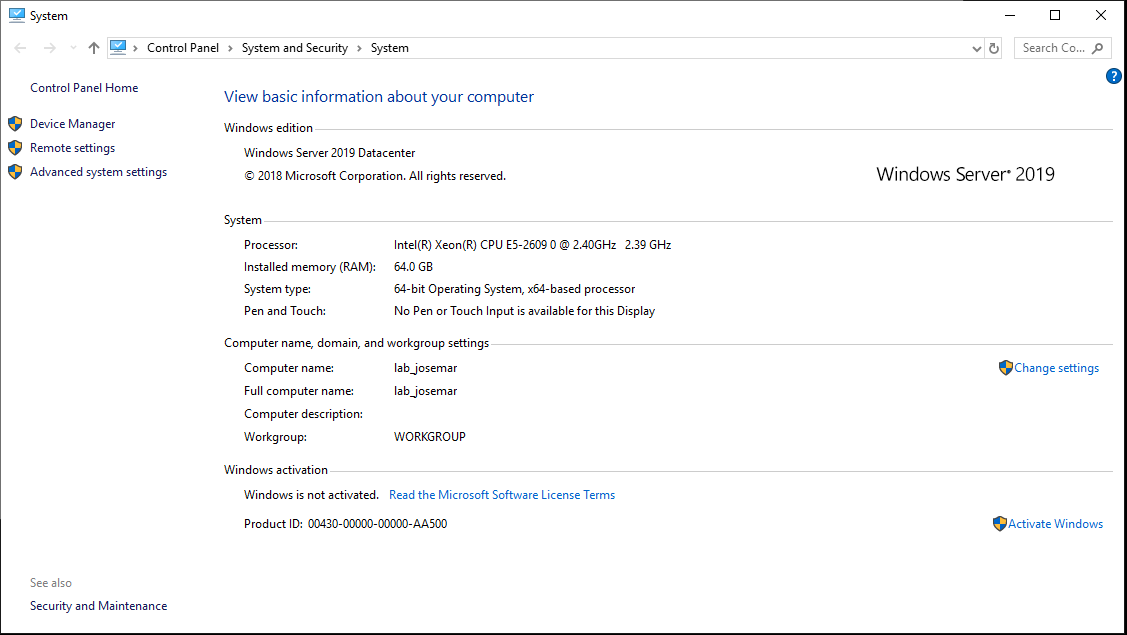 System
Control Panel › System and Security › System
Search Co...
?
Control Panel Home
Device Manager
Remote settings
Advanced system settings
View basic information about your computer
Windows edition
Windows Server 2019 Datacenter
© 2018 Microsoft Corporation. All rights reserved.
Windows Server® 2019
System
Processor: Intel(R) Xeon(R) CPU E5-2609 0 @ 2.40GHz 2.39 GHz
Installed memory (RAM): 64.0 GB
System type: 64-bit Operating System, x64-based processor
Pen and Touch: No Pen or Touch Input is available for this Display
Computer name, domain, and workgroup settings
Computer name: lab_josemar
Change settings
Full computer name: lab_josemar
Computer description:
Workgroup: WORKGROUP
Windows activation
Windows is not activated. Read the Microsoft Software License Terms
Product ID: 00430-00000-00000-AA500
Activate Windows
See also
Security and Maintenance